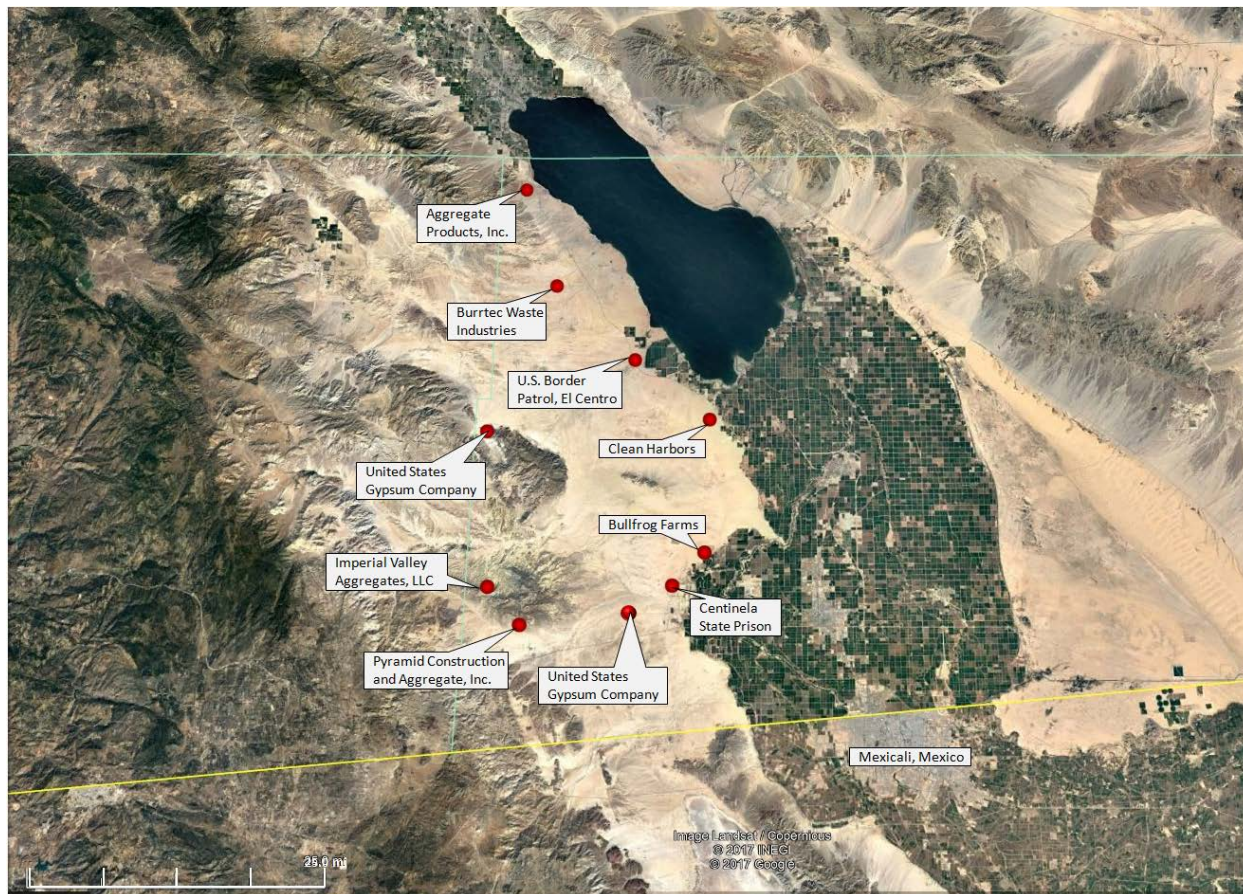 Aggregate
Products, Inc.
Burrtec Waste
Industries
U.S. Border
Patrol, El Centro
Clean Harbors
United States
Gypsum Company
Bullfrog Farms
Imperial Valley
Aggregates, LLC
Centinela
State Prison
Pyramid Construction
and Aggregate, Inc.
United States
Gypsum Company
Mexicali, Mexico
Image Landsat / Copernicus
© 2017 INEGI
© 2017 Google
25.0 mi